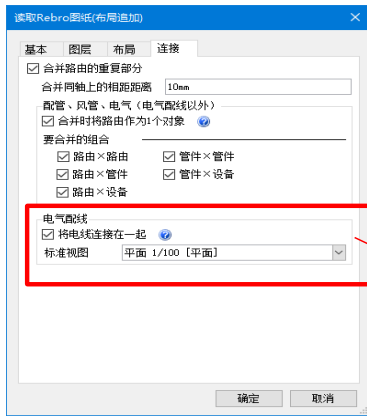 读取Rebro图纸(布局追加)
基本 图层 布局 连接
合并路由的重复部分
合并同轴上的相距距离 10mm
配管、风管、电气（电气配线以外）
合并时将路由作为1个对象
要合并的组合
路由×路由 管件×管件
路由×管件 管件×设备
路由×设备
电气配线
将电线连接在一起
标准视图 平面 1/100 [平面]
确定 取消